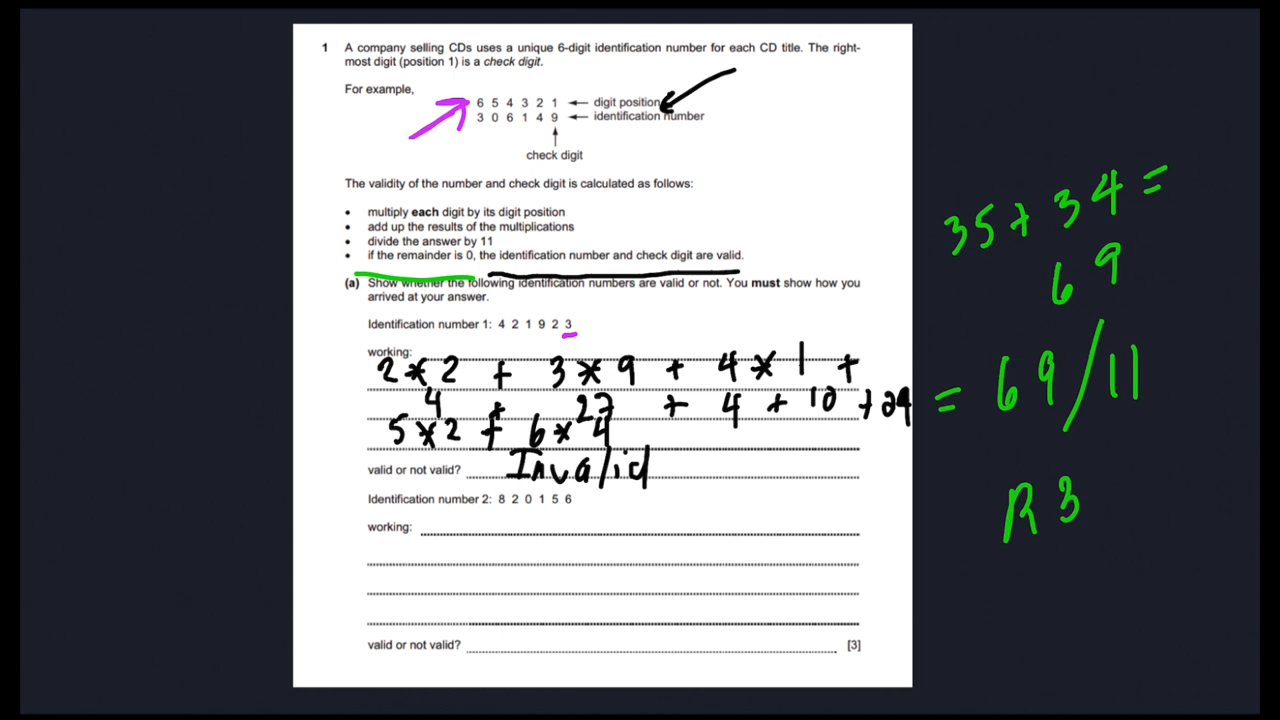 1 A company selling CDs uses a unique 6-digit identification number for each CD title. The right-
most digit (position 1) is a check digit.
For example,
6 5 4 3 2 1 ← digit position
3 0 6 1 4 9 ← identification number
check digit
The validity of the number and check digit is calculated as follows:
• multiply each digit by its digit position
• add up the results of the multiplications
• divide the answer by 11
• if the remainder is 0, the identification number and check digit are valid.
(a) Show whether the following identification numbers are valid or not. You must show how you
arrived at your answer.
Identification number 1: 4 2 1 9 2 3
working:
2 * 2 + 3 * 9 + 4 * 1 +
4 + 27 + 4 + 10 + 24
5 * 2 + 6 * 4
valid or not valid? Invalid
Identification number 2: 8 2 0 1 5 6
working:
valid or not valid? [3]
35 + 34 =
69
= 69/11
R 3